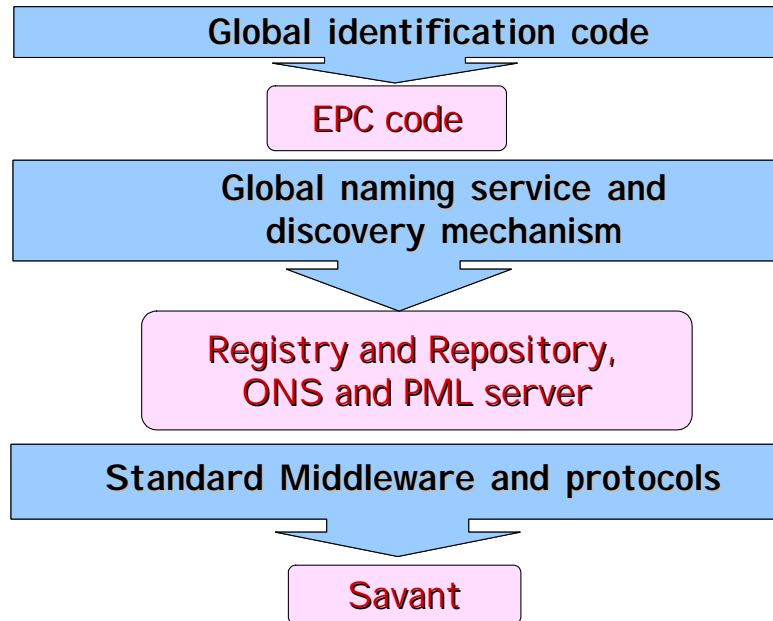 Global identification code
EPC code
Global naming service and
discovery mechanism
Registry and Repository,
ONS and PML server
Standard Middleware and protocols
Savant